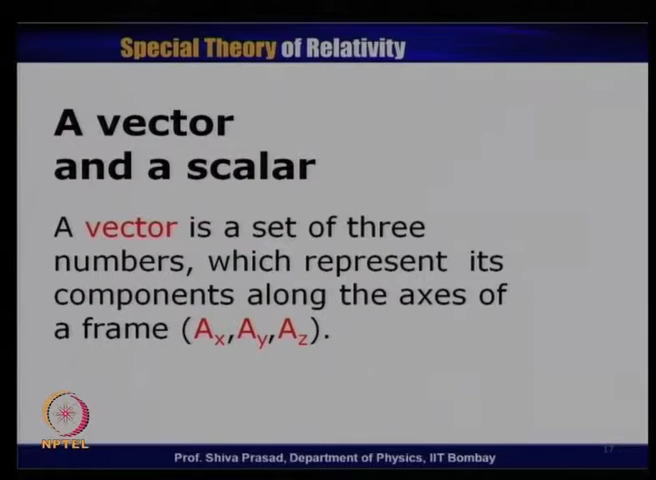 Special Theory of Relativity
A vector
and a scalar
A vector is a set of three
numbers, which represent its
components along the axes of
a frame (Ax,Ay,Az).
NPTEL
17
Prof. Shiva Prasad, Department of Physics, IIT Bombay